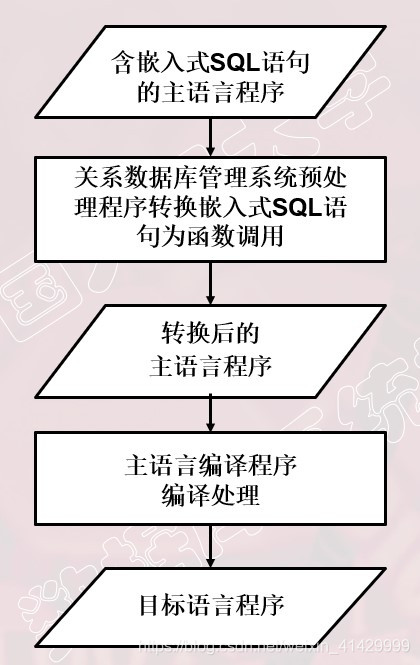 含嵌入式SQL语句
的主语言程序
关系数据库管理系统预处
理程序转换嵌入式SQL语
句为函数调用
转换后的
主语言程序
主语言编译程序
编译处理
目标语言程序
https://blog.csdn.net/weixin_41429999